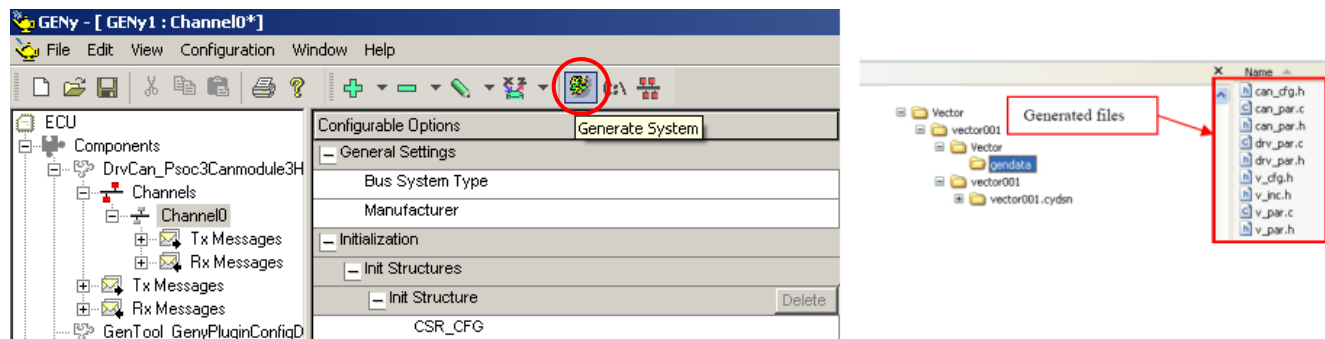 GENy - [ GENy1 : Channel0*]
File Edit View Configuration Window Help
C:\
Generate System
ECU
Components
DrvCan_Psoc3Canmodule3H
Channels
Channel0
Tx Messages
Rx Messages
Tx Messages
Rx Messages
GenTool_GenyPluginConfigD
Configurable Options
General Settings
Bus System Type
Manufacturer
Initialization
Init Structures
Init Structure
Delete
CSR_CFG
Vector
vector001
Vector
gendata
vector001
vector001.cydsn
Generated files
X Name
can_cfg.h
can_par.c
can_par.h
drv_par.c
drv_par.h
v_cfg.h
v_inc.h
v_par.c
v_par.h